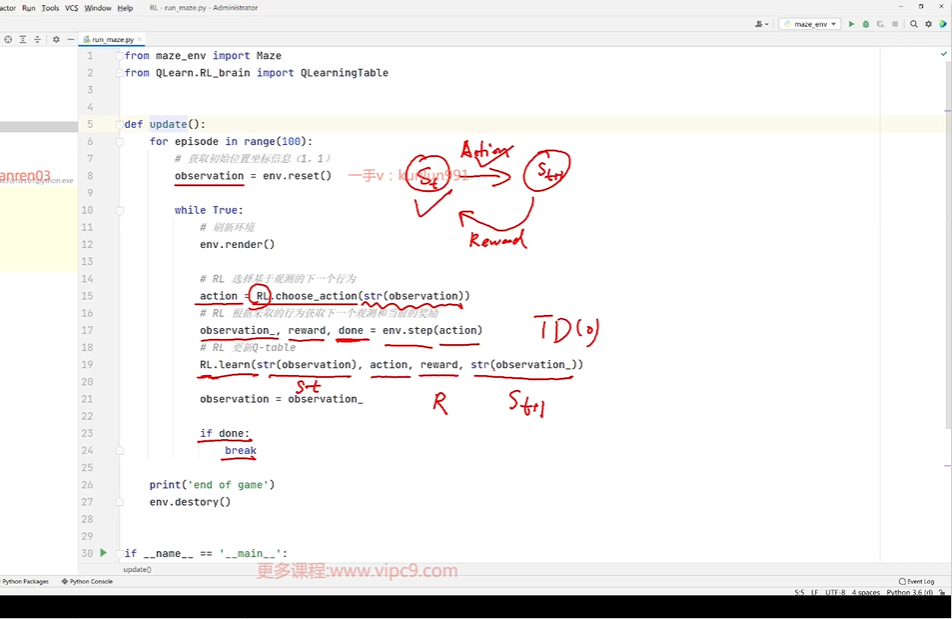 actor Run Tools VCS Window Help RL - run_maze.py - Administrator
maze_env
run_maze.py
1 from maze_env import Maze
2 from QLearn.RL_brain import QLearningTable
3
4
5 def update():
6 for episode in range(100):
Action
7 # 获取初始位置坐标信息（1，1）
8 observation = env.reset()
一手v：kunlun991
St
St+1
anren03
python.exe
9
10 while True:
11 # 刷新环境
12 env.render()
Reward
13
14 # RL 选择基于观测的下一个行为
15 action = RL.choose_action(str(observation))
16 # RL 根据采取的行为获取下一个观测和当前的奖励
17 observation_, reward, done = env.step(action)
TD(0)
18 # RL 更新Q-table
19 RL.learn(str(observation), action, reward, str(observation_))
20
St
21 observation = observation_
R
St+1
22
23 if done:
24 break
25
26 print('end of game')
27 env.destory()
28
29
30 if __name__ == '__main__':
update()
更多课程:www.vipc9.com
Python Packages Python Console Event Log
5:5 LF UTF-8 4 spaces Python 3.6 (rl)